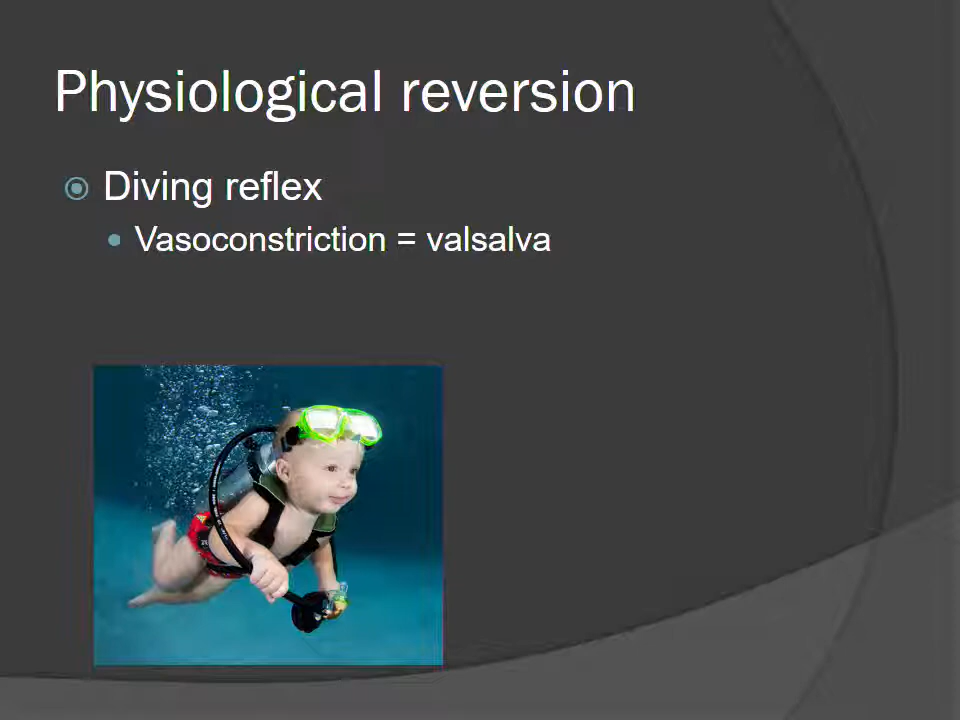 Physiological reversion
Diving reflex
Vasoconstriction = valsalva